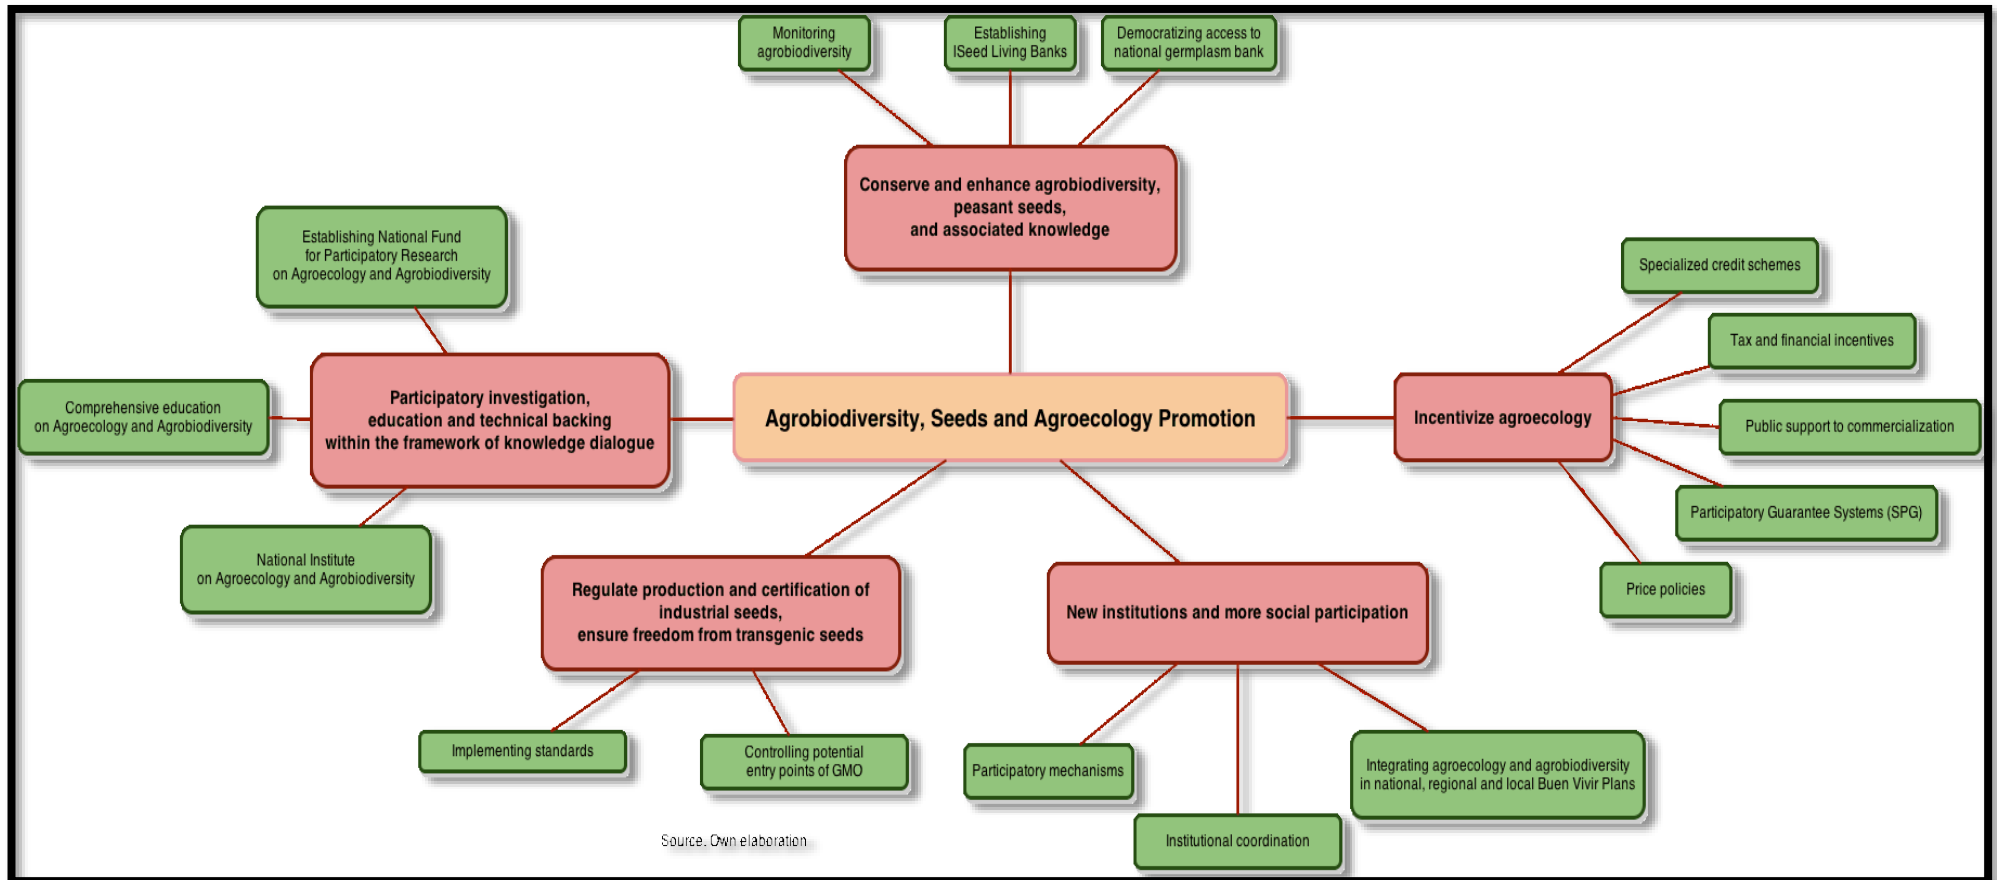 Monitoring
agrobiodiversity
Establishing
ISeed Living Banks
Democratizing access to
national germplasm bank
Conserve and enhance agrobiodiversity,
peasant seeds,
and associated knowledge
Establishing National Fund
for Participatory Research
on Agroecology and Agrobiodiversity
Comprehensive education
on Agroecology and Agrobiodiversity
National Institute
on Agroecology and Agrobiodiversity
Participatory investigation,
education and technical backing
within the framework of knowledge dialogue
Agrobiodiversity, Seeds and Agroecology Promotion
Incentivize agroecology
Specialized credit schemes
Tax and financial incentives
Public support to commercialization
Participatory Guarantee Systems (SPG)
Price policies
Regulate production and certification of
industrial seeds,
ensure freedom from transgenic seeds
Implementing standards
Controlling potential
entry points of GMO
New institutions and more social participation
Participatory mechanisms
Institutional coordination
Integrating agroecology and agrobiodiversity
in national, regional and local Buen Vivir Plans
Source. Own elaboration